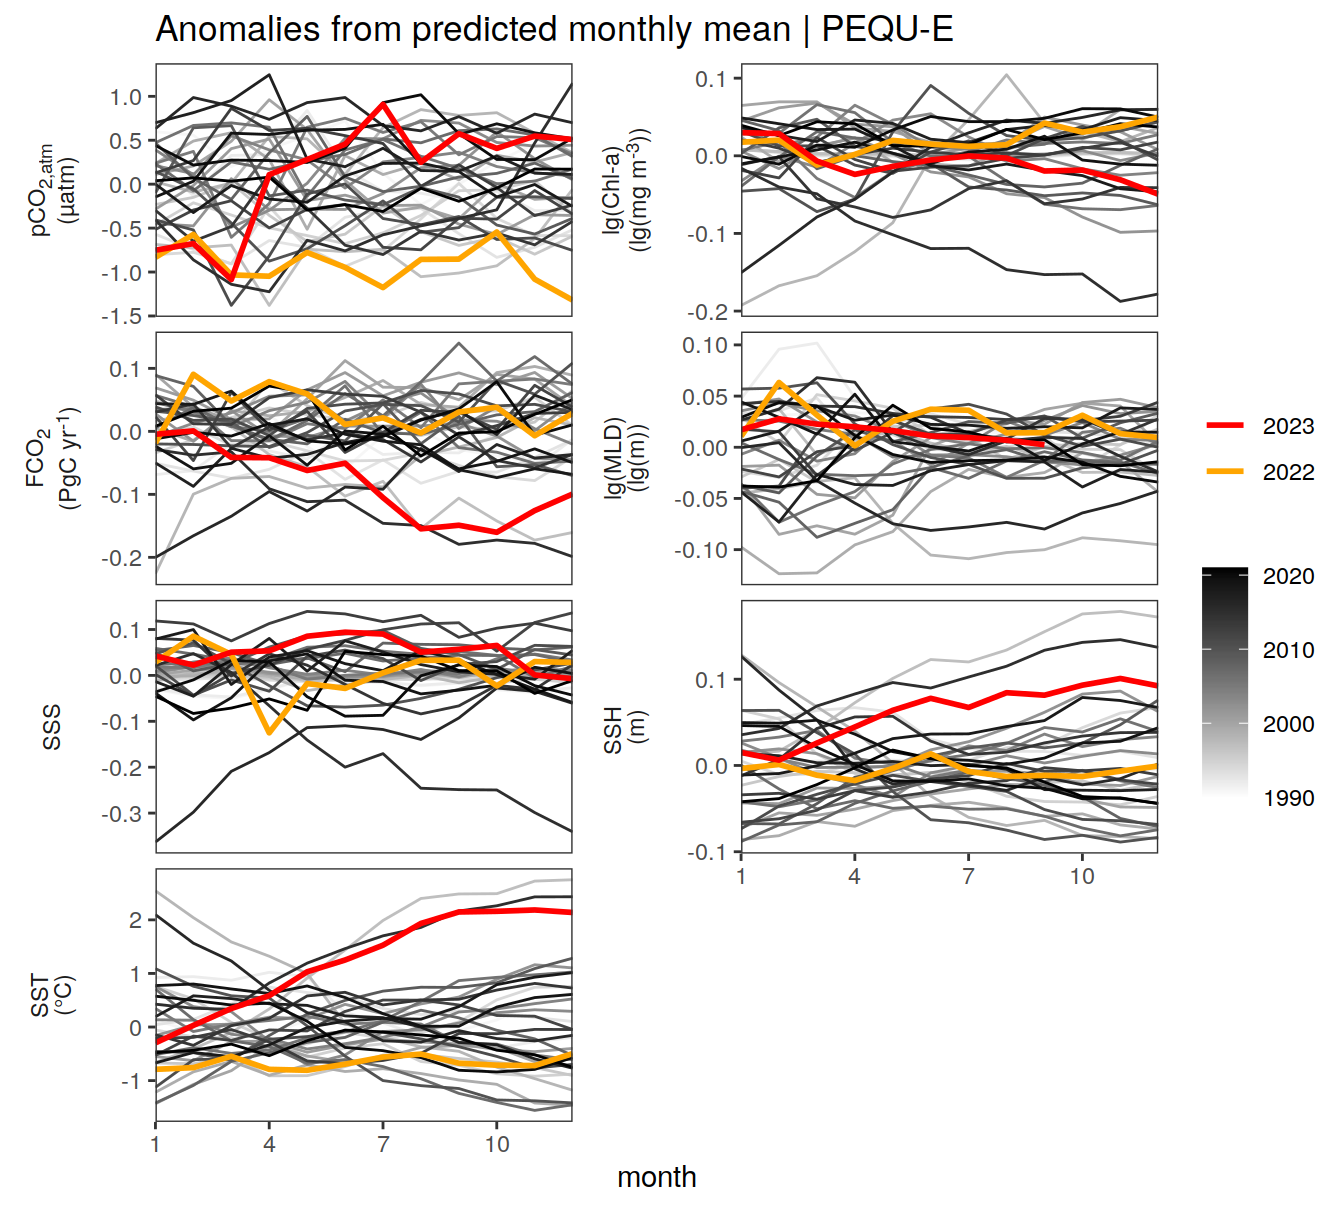 Anomalies from predicted monthly mean | PEQU-E
pCO2,atm
(µatm)
1.0
0.5
0.0
-0.5
-1.0
-1.5
lg(Chl-a)
(lg(mg m-3))
0.1
0.0
-0.1
-0.2
FCO2
(PgC yr-1)
0.1
0.0
-0.1
-0.2
lg(MLD)
(lg(m))
0.10
0.05
0.00
-0.05
-0.10
SSS
0.1
0.0
-0.1
-0.2
-0.3
SSH
(m)
0.1
0.0
-0.1
1 4 7 10
SST
(°C)
2
1
0
-1
1 4 7 10
month
2023
2022
2020
2010
2000
1990